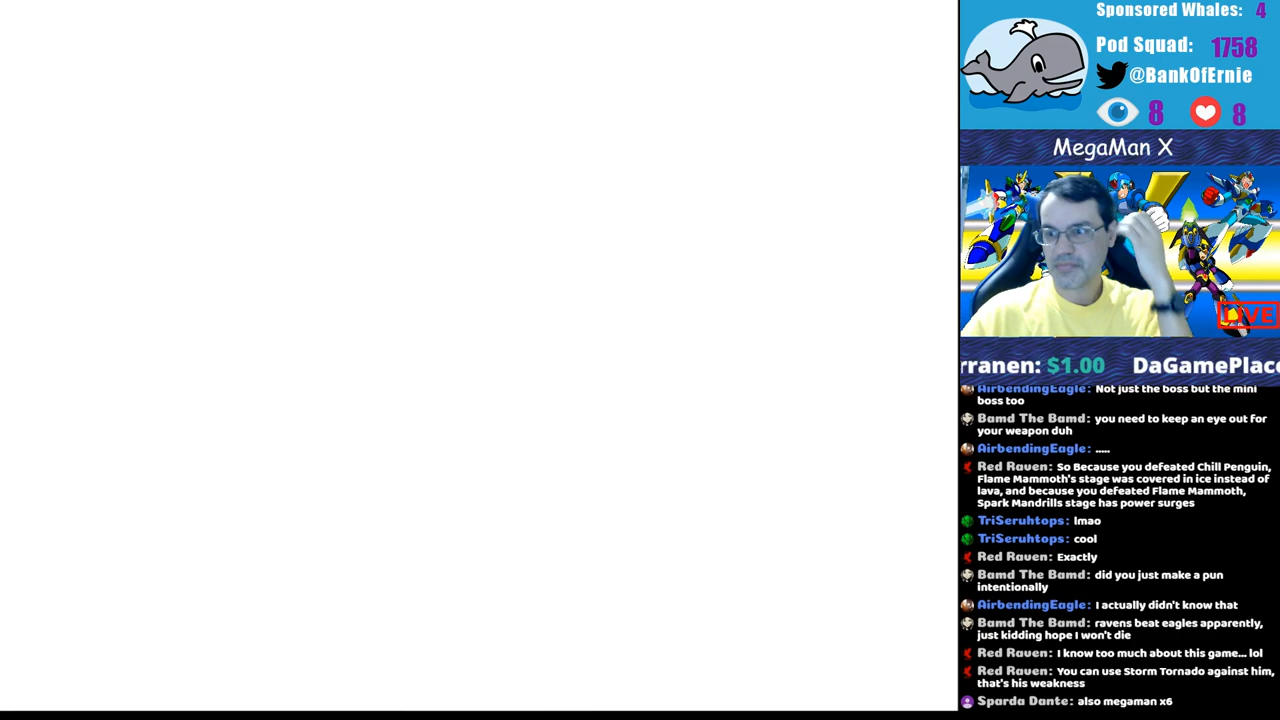 Sponsored Whales: 4
Pod Squad: 1758
@BankOfErnie
8 8
MegaMan X
LIVE
rranen: $1.00 DaGamePlace
AirbendingEagle: Not just the boss but the mini
boss too
Bamd The Bamd: you need to keep an eye out for
your weapon duh
AirbendingEagle: .....
Red Raven: So Because you defeated Chill Penguin,
Flame Mammoth's stage was covered in ice instead of
lava, and because you defeated Flame Mammoth,
Spark Mandrills stage has power surges
TriSeruhtops: lmao
TriSeruhtops: cool
Red Raven: Exactly
Bamd The Bamd: did you just make a pun
intentionally
AirbendingEagle: I actually didn't know that
Bamd The Bamd: ravens beat eagles apparently,
just kidding hope I won't die
Red Raven: I know too much about this game... lol
Red Raven: You can use Storm Tornado against him,
that's his weakness
Sparda Dante: also megaman x6